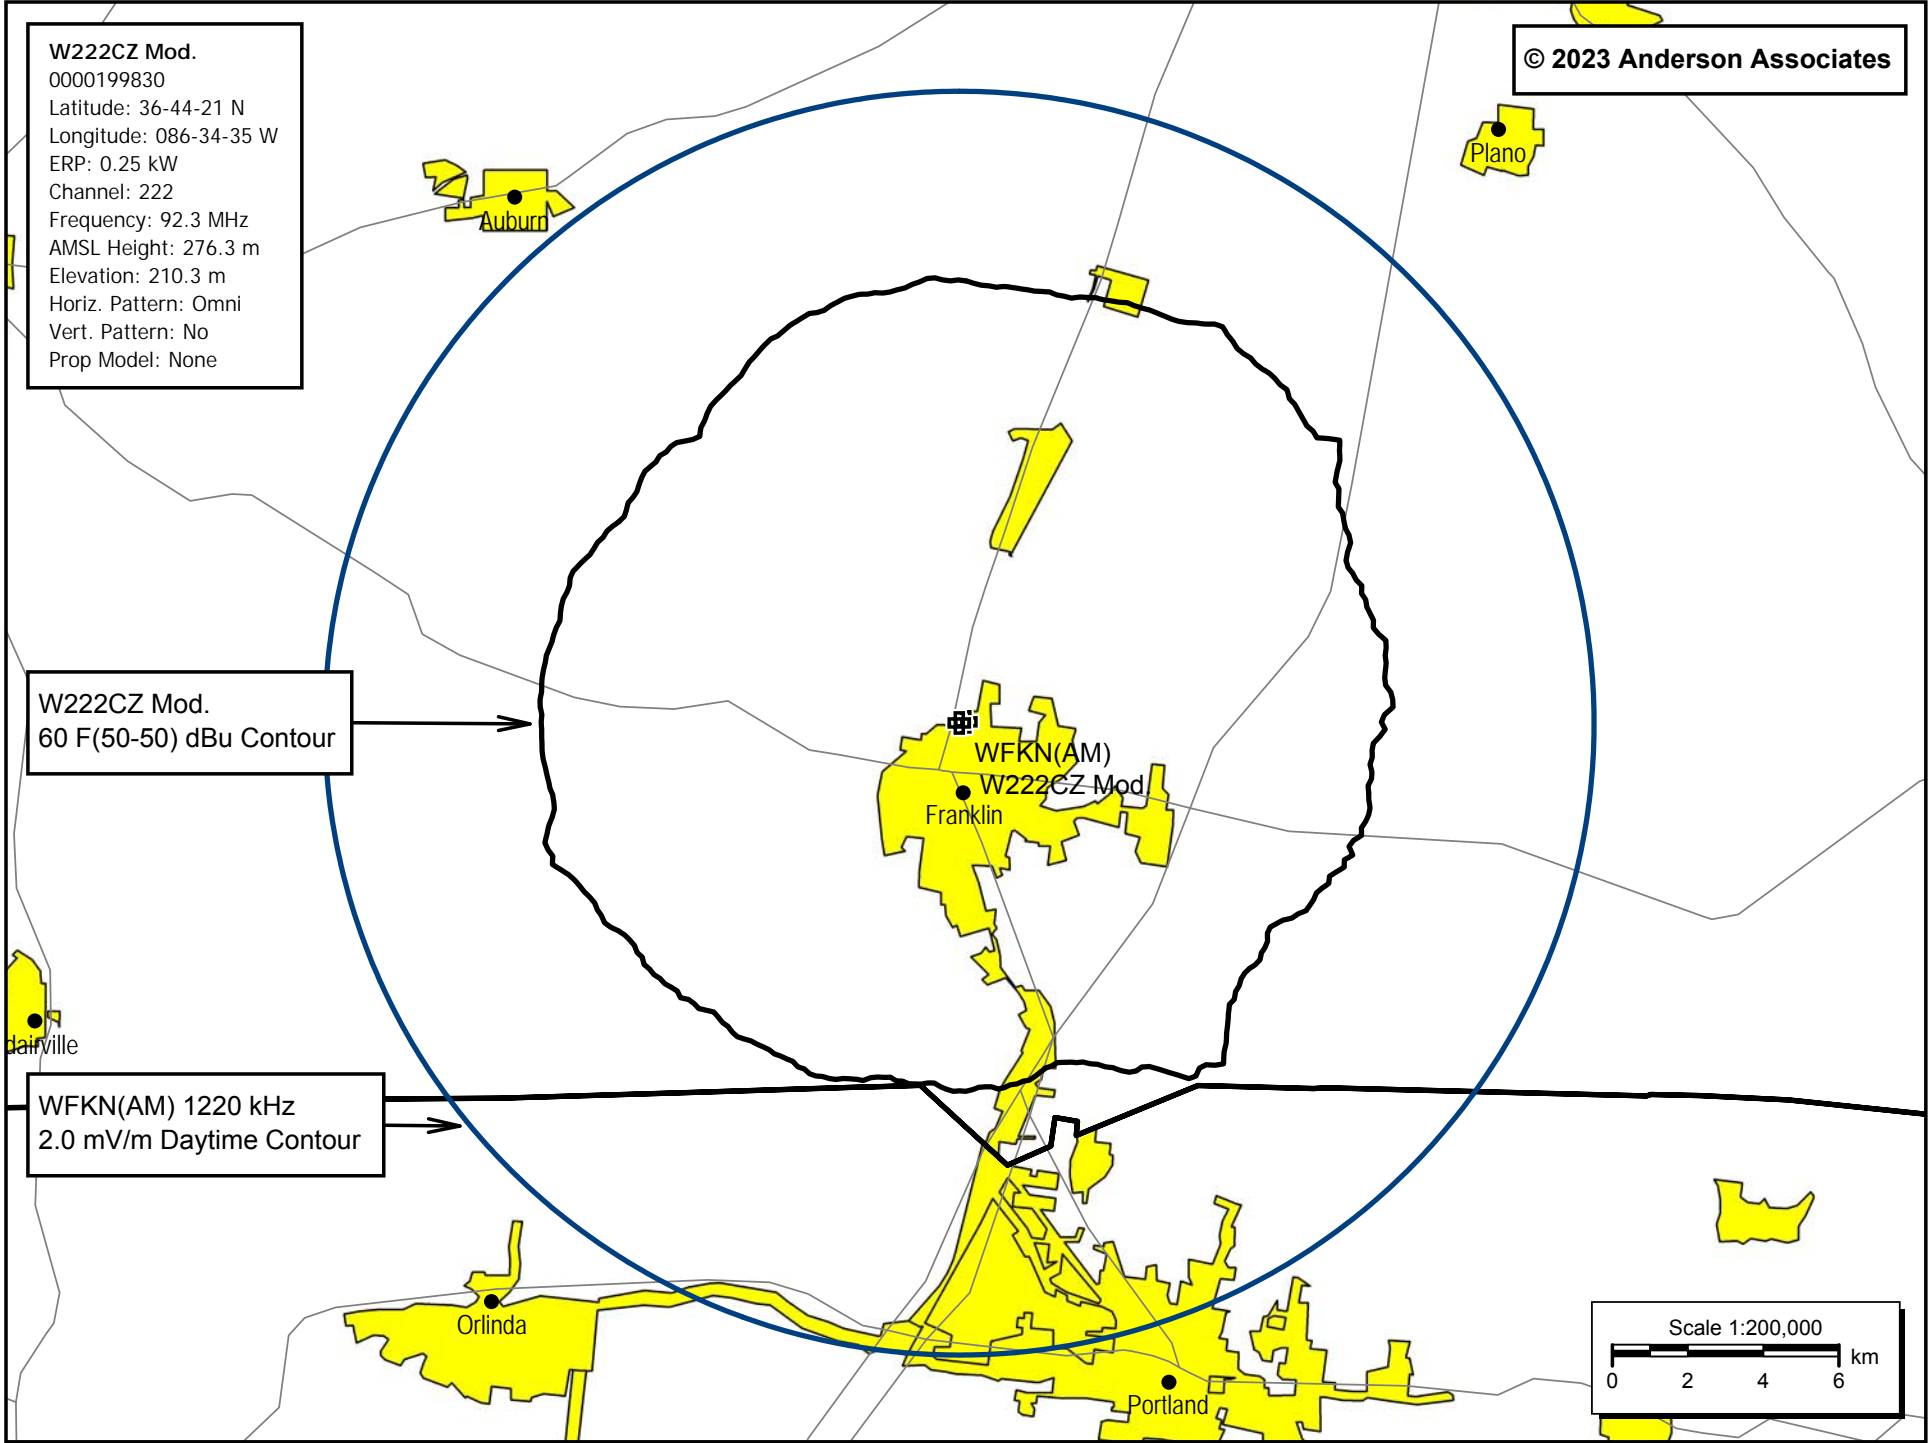 W222CZ Mod.
0000199830
Latitude: 36-44-21 N
Longitude: 086-34-35 W
ERP: 0.25 kW
Channel: 222
Frequency: 92.3 MHz
AMSL Height: 276.3 m
Elevation: 210.3 m
Horiz. Pattern: Omni
Vert. Pattern: No
Prop Model: None
© 2023 Anderson Associates
Plano
Auburn
W222CZ Mod.
60 F(50-50) dBu Contour
WFKN(AM)
W222CZ Mod.
Franklin
dairville
WFKN(AM) 1220 kHz
2.0 mV/m Daytime Contour
Orlinda
Portland
Scale 1:200,000
km
0 2 4 6